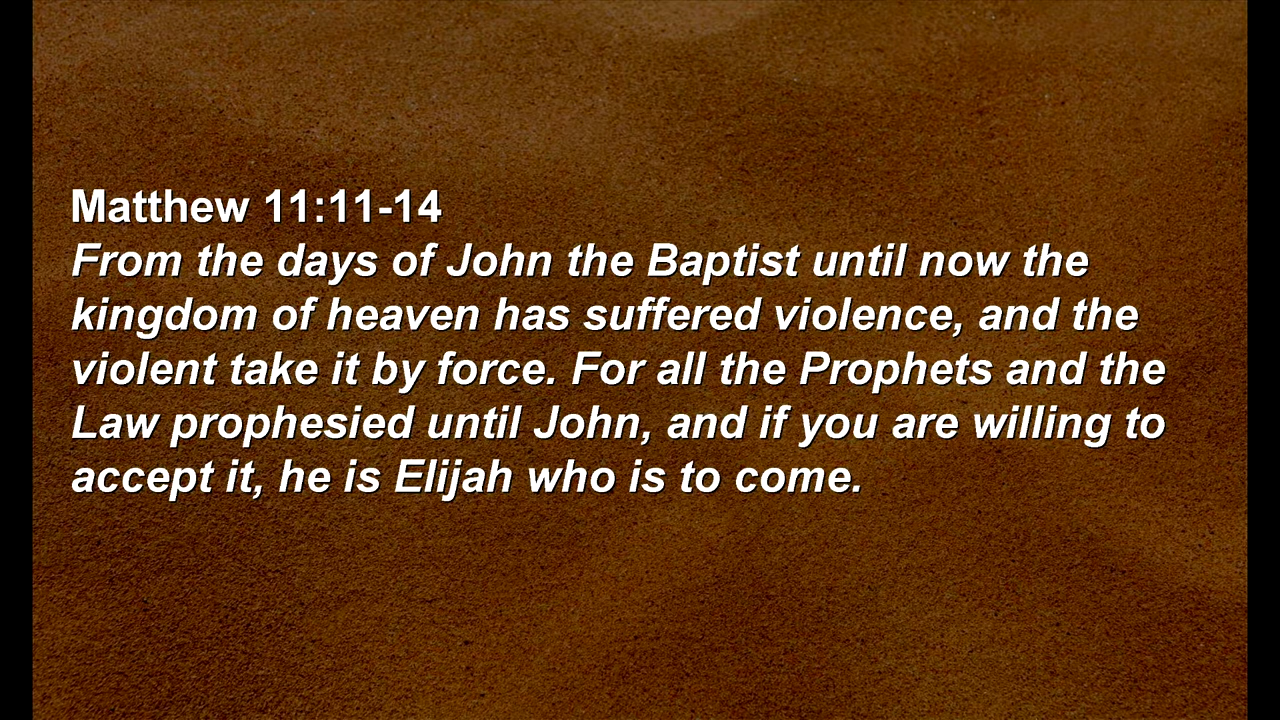 Matthew 11:11-14
From the days of John the Baptist until now the
kingdom of heaven has suffered violence, and the
violent take it by force. For all the Prophets and the
Law prophesied until John, and if you are willing to
accept it, he is Elijah who is to come.